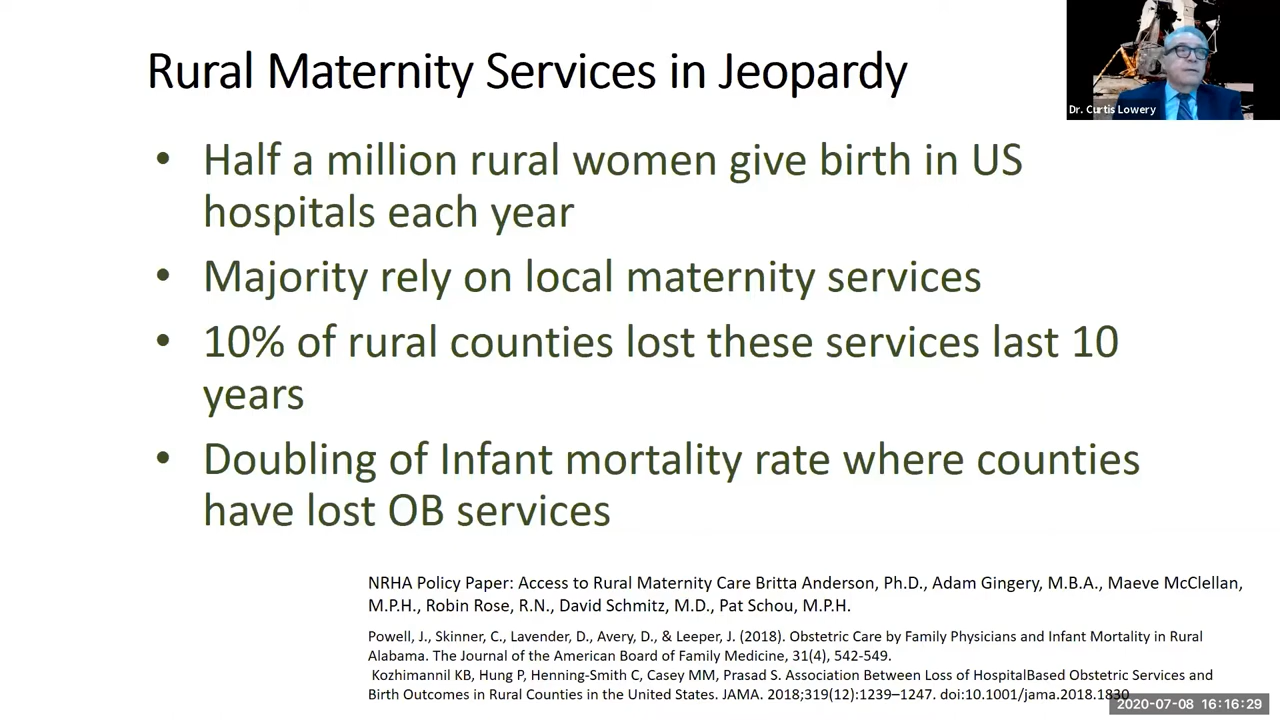 Rural Maternity Services in Jeopardy
Dr. Curtis Lowery
• Half a million rural women give birth in US
hospitals each year
• Majority rely on local maternity services
• 10% of rural counties lost these services last 10
years
• Doubling of Infant mortality rate where counties
have lost OB services
NRHA Policy Paper: Access to Rural Maternity Care Britta Anderson, Ph.D., Adam Gingery, M.B.A., Maeve McClellan,
M.P.H., Robin Rose, R.N., David Schmitz, M.D., Pat Schou, M.P.H.
Powell, J., Skinner, C., Lavender, D., Avery, D., & Leeper, J. (2018). Obstetric Care by Family Physicians and Infant Mortality in Rural
Alabama. The Journal of the American Board of Family Medicine, 31(4), 542-549.
Kozhimannil KB, Hung P, Henning-Smith C, Casey MM, Prasad S. Association Between Loss of HospitalBased Obstetric Services and
Birth Outcomes in Rural Counties in the United States. JAMA. 2018;319(12):1239–1247. doi:10.1001/jama.2018.1830
2020-07-08 16:16:29